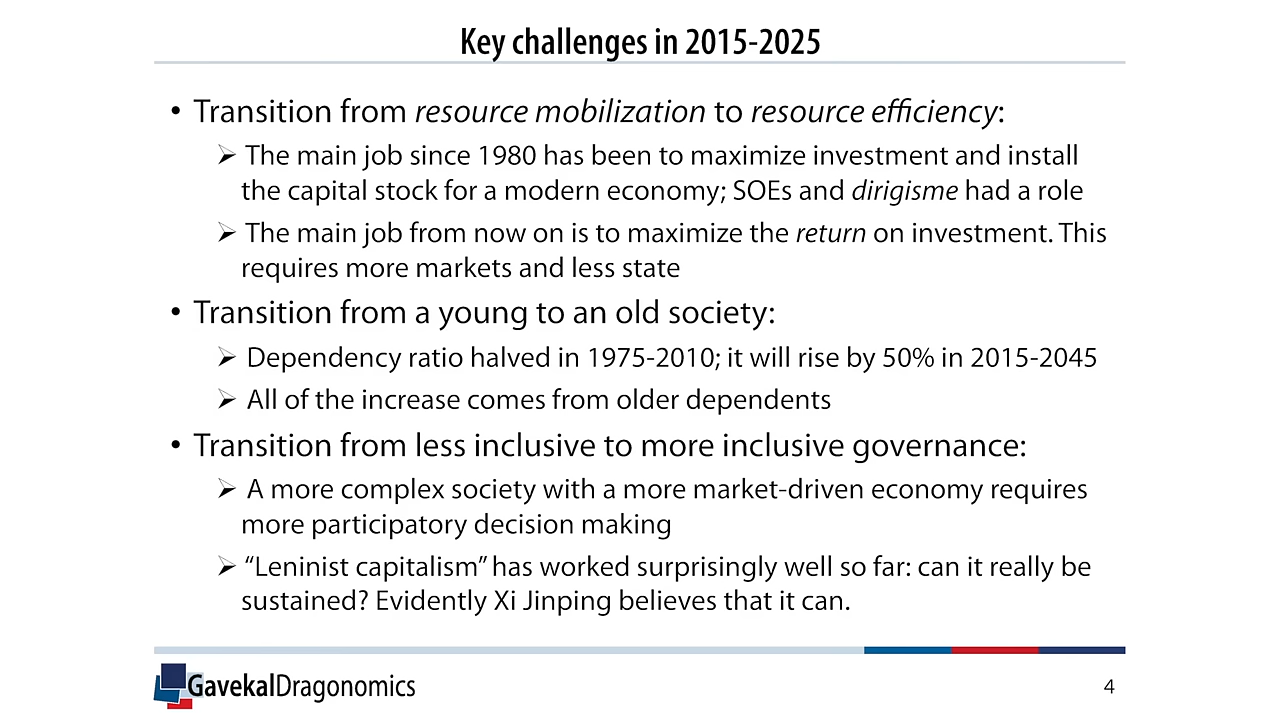 Key challenges in 2015-2025
• Transition from resource mobilization to resource efficiency:
➢ The main job since 1980 has been to maximize investment and install
the capital stock for a modern economy; SOEs and dirigisme had a role
➢ The main job from now on is to maximize the return on investment. This
requires more markets and less state
• Transition from a young to an old society:
➢ Dependency ratio halved in 1975-2010; it will rise by 50% in 2015-2045
➢ All of the increase comes from older dependents
• Transition from less inclusive to more inclusive governance:
➢ A more complex society with a more market-driven economy requires
more participatory decision making
➢ “Leninist capitalism” has worked surprisingly well so far: can it really be
sustained? Evidently Xi Jinping believes that it can.
GavekalDragonomics
4